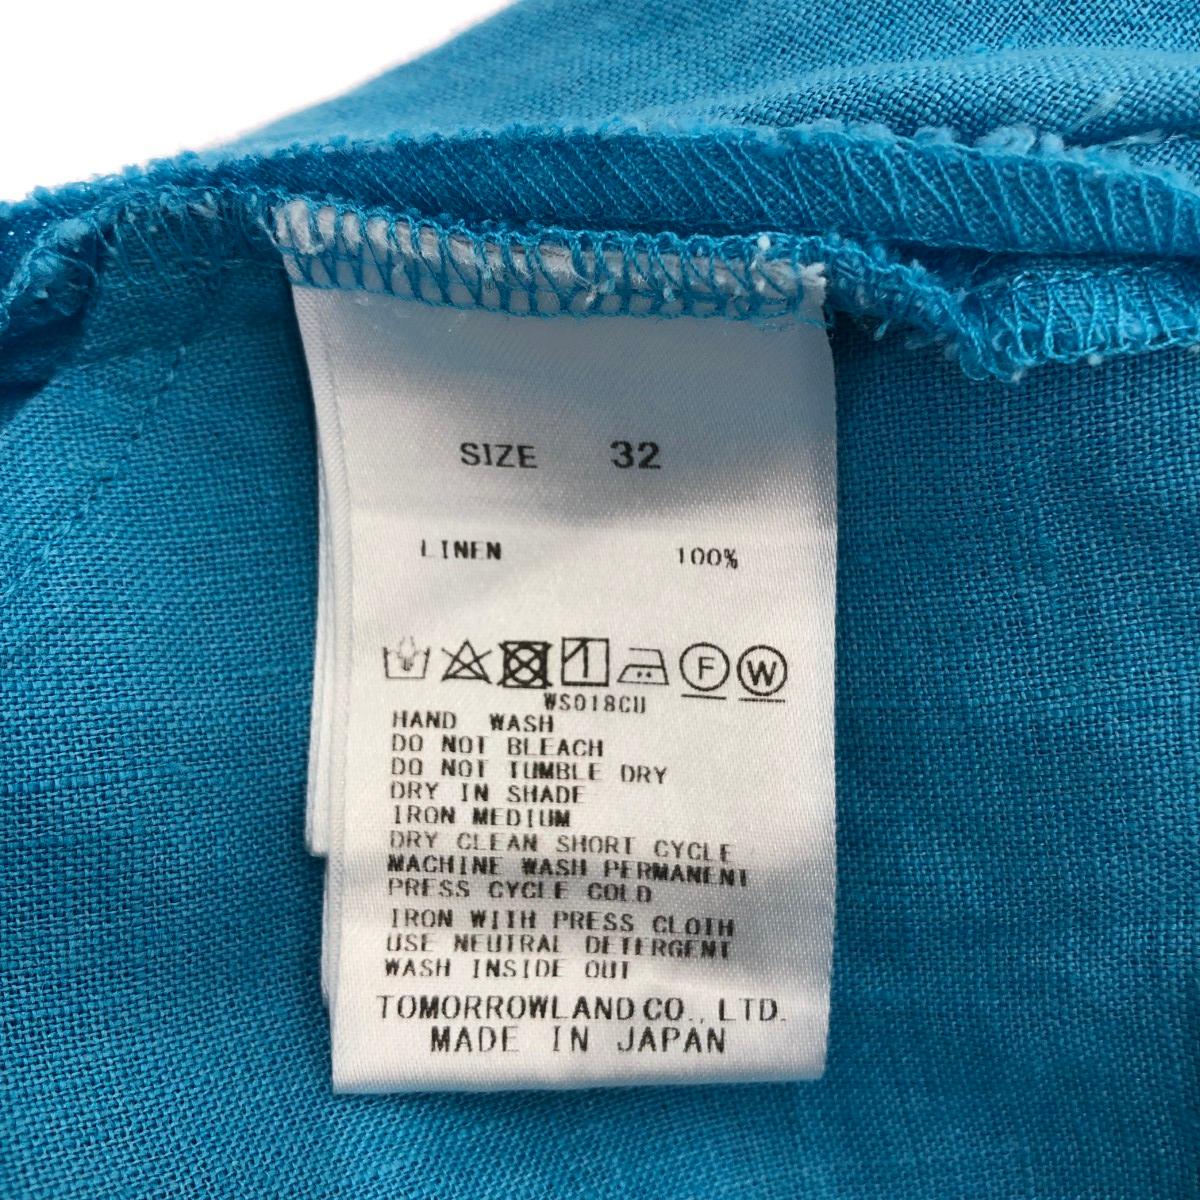 SIZE 32
LINEN 100%
F W
WS018CU
HAND WASH
DO NOT BLEACH
DO NOT TUMBLE DRY
DRY IN SHADE
IRON MEDIUM
DRY CLEAN SHORT CYCLE
MACHINE WASH PERMANENT
PRESS CYCLE COLD
IRON WITH PRESS CLOTH
USE NEUTRAL DETERGENT
WASH INSIDE OUT
TOMORROWLAND CO., LTD.
MADE IN JAPAN